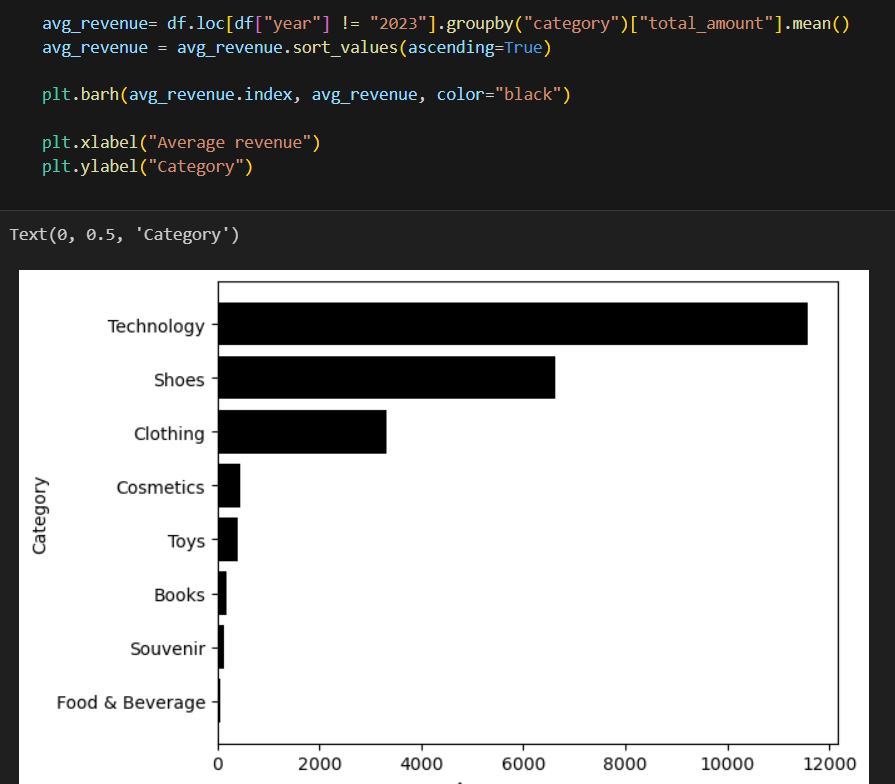 avg_revenue= df.loc[df["year"] != "2023"].groupby("category")["total_amount"].mean()
avg_revenue = avg_revenue.sort_values(ascending=True)
plt.barh(avg_revenue.index, avg_revenue, color="black")
plt.xlabel("Average revenue")
plt.ylabel("Category")
Text(0, 0.5, 'Category')
Technology
Shoes
Clothing
Cosmetics
Toys
Books
Souvenir
Food & Beverage
Category
0 2000 4000 6000 8000 10000 12000